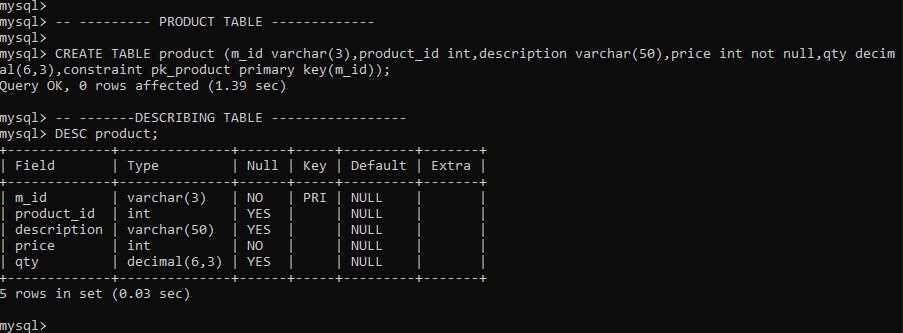 mysql>
mysql> -- --------- PRODUCT TABLE -------------
mysql>
mysql> CREATE TABLE product (m_id varchar(3),product_id int,description varchar(50),price int not null,qty decim
al(6,3),constraint pk_product primary key(m_id));
Query OK, 0 rows affected (1.39 sec)

mysql> -- -------DESCRIBING TABLE -----------------
mysql> DESC product;
+-------------+--------------+------+-----+---------+-------+
| Field       | Type         | Null | Key | Default | Extra |
+-------------+--------------+------+-----+---------+-------+
| m_id        | varchar(3)   | NO   | PRI | NULL    |       |
| product_id  | int          | YES  |     | NULL    |       |
| description | varchar(50)  | YES  |     | NULL    |       |
| price       | int          | NO   |     | NULL    |       |
| qty         | decimal(6,3) | YES  |     | NULL    |       |
+-------------+--------------+------+-----+---------+-------+
5 rows in set (0.03 sec)

mysql>